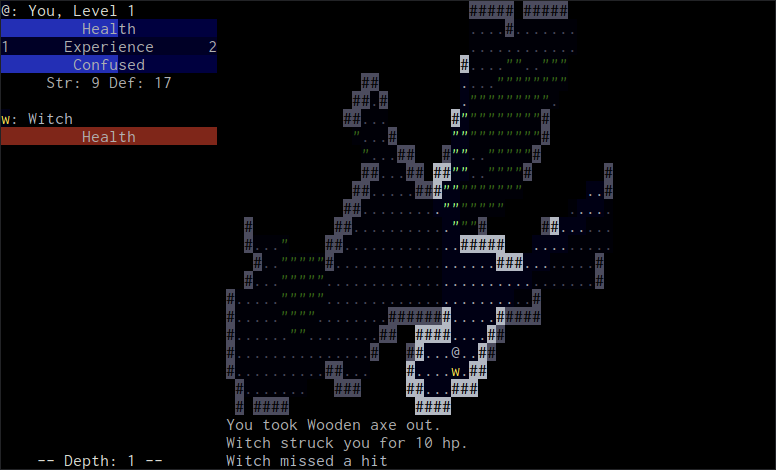 @: You, Level 1
Health
1 Experience 2
Confused
Str: 9 Def: 17
w: Witch
Health
@
w
You took Wooden axe out.
Witch struck you for 10 hp.
Witch missed a hit
-- Depth: 1 --